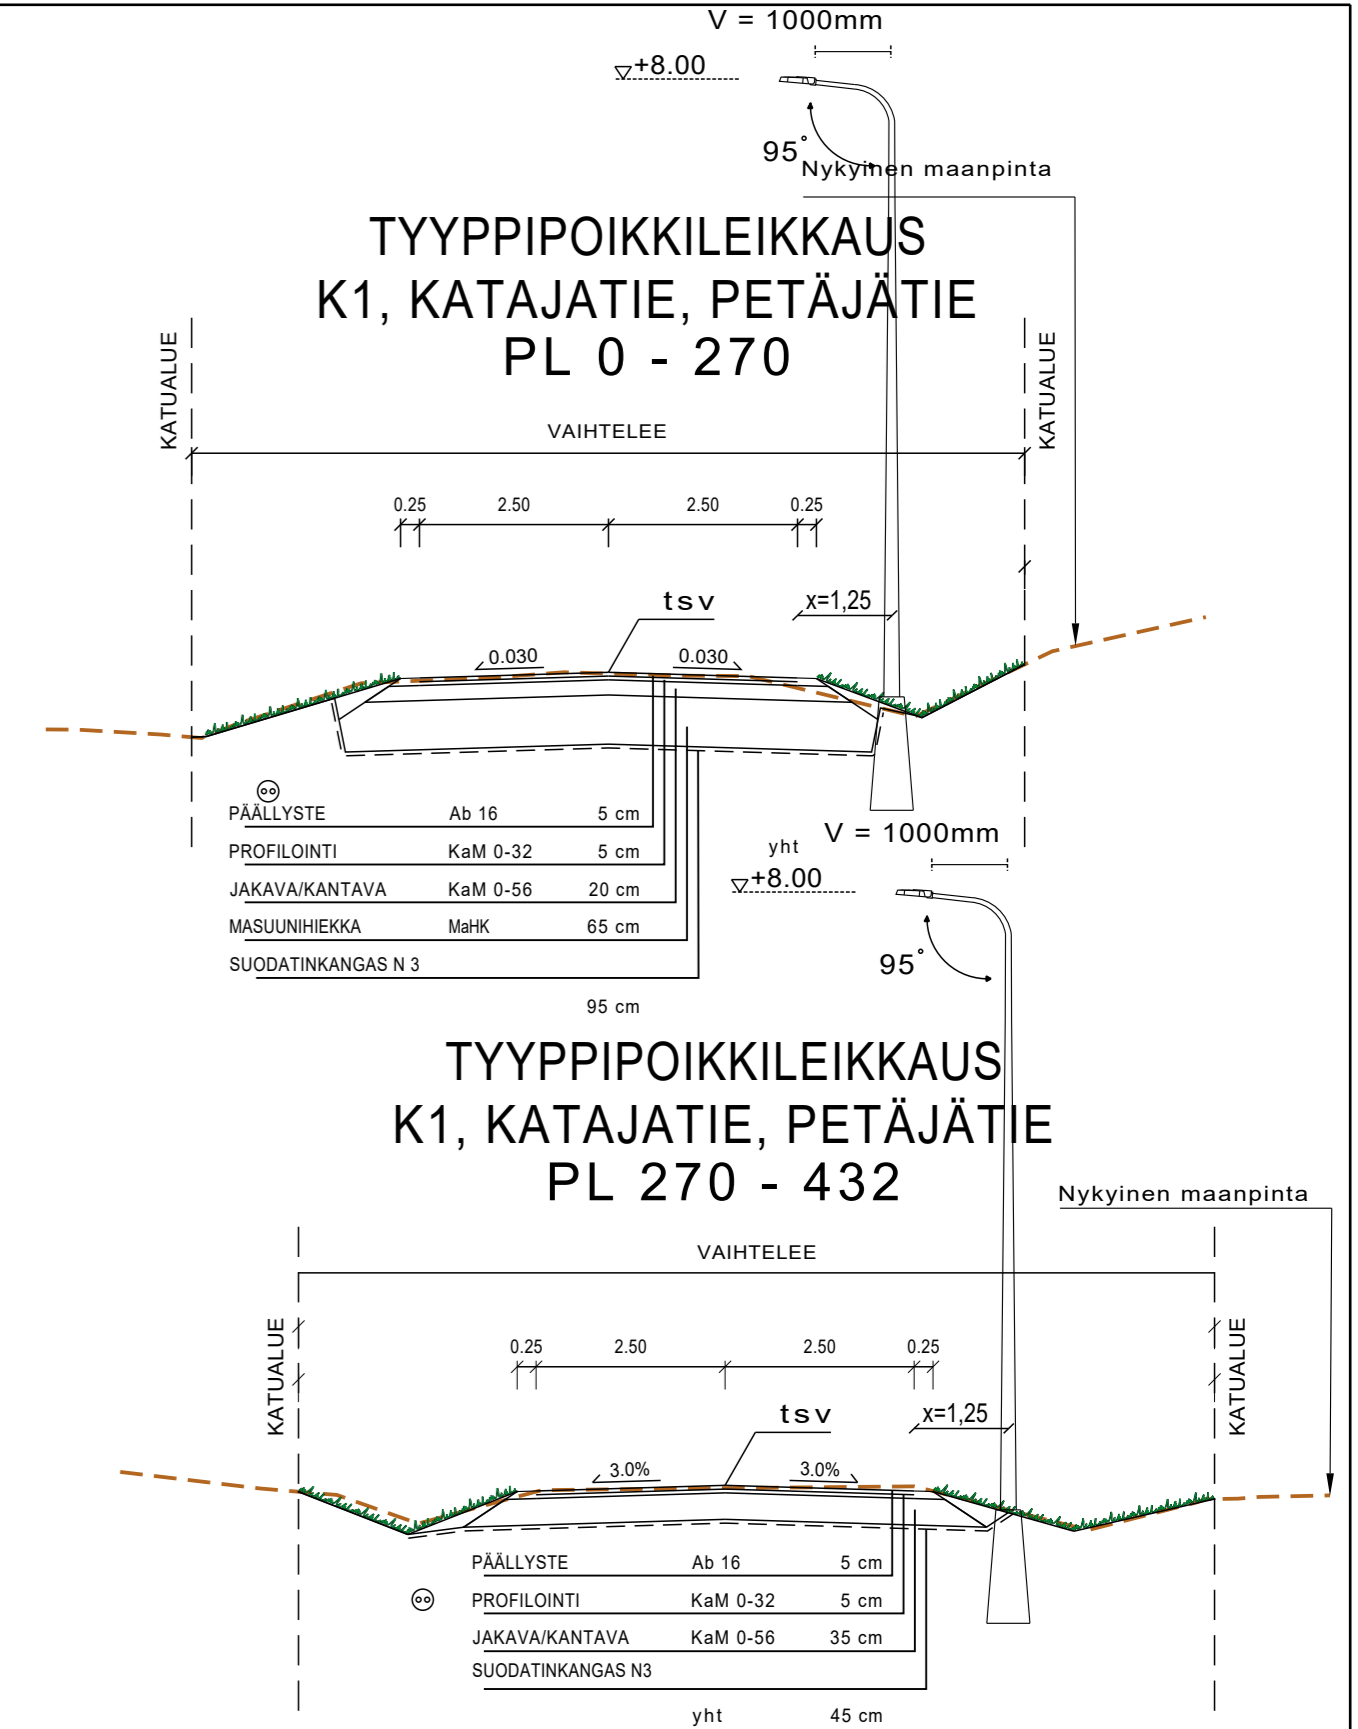 V = 1000mm
+8.00
95°
Nykyinen maanpinta
TYYPPIPOIKKILEIKKAUS
K1, KATAJATIE, PETÄJÄTIE
PL 0 - 270
KATUALUE
KATUALUE
VAIHTELEE
0.25 2.50 2.50 0.25
tsv
x=1,25
0.030 0.030
PÄÄLLYSTE Ab 16 5 cm
PROFILOINTI KaM 0-32 5 cm
JAKAVA/KANTAVA KaM 0-56 20 cm
MASUUNIHIEKKA MaHK 65 cm
SUODATINKANGAS N 3
yht
95 cm
V = 1000mm
+8.00
95°
TYYPPIPOIKKILEIKKAUS
K1, KATAJATIE, PETÄJÄTIE
PL 270 - 432
Nykyinen maanpinta
VAIHTELEE
KATUALUE
KATUALUE
0.25 2.50 2.50 0.25
tsv
x=1,25
3.0% 3.0%
PÄÄLLYSTE Ab 16 5 cm
PROFILOINTI KaM 0-32 5 cm
JAKAVA/KANTAVA KaM 0-56 35 cm
SUODATINKANGAS N3
yht 45 cm